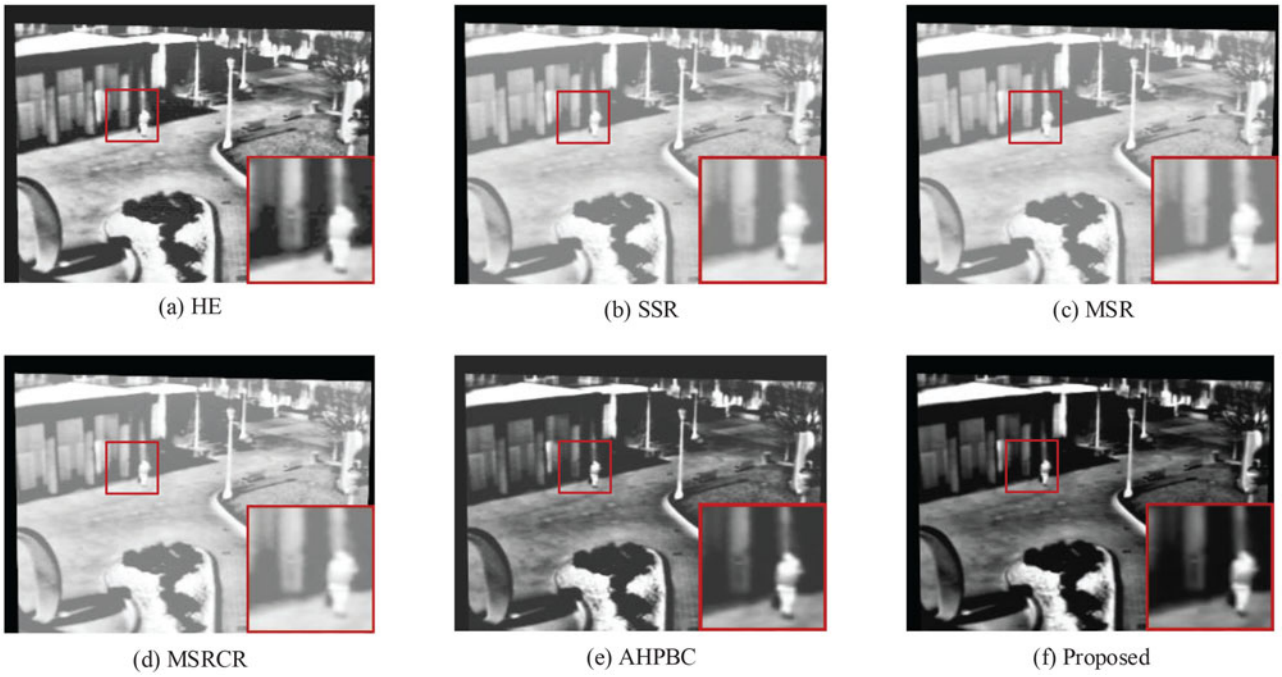 (a) HE
(b) SSR
(c) MSR
(d) MSRCR
(e) AHPBC
(f) Proposed